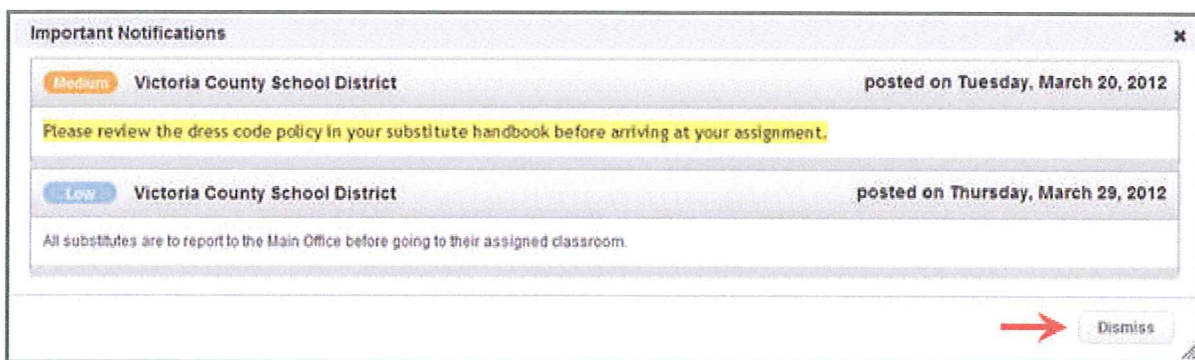 Important Notifications
Medium Victoria County School District posted on Tuesday, March 20, 2012
Please review the dress code policy in your substitute handbook before arriving at your assignment.
Low Victoria County School District posted on Thursday, March 29, 2012
All substitutes are to report to the Main Office before going to their assigned classroom.
Dismiss